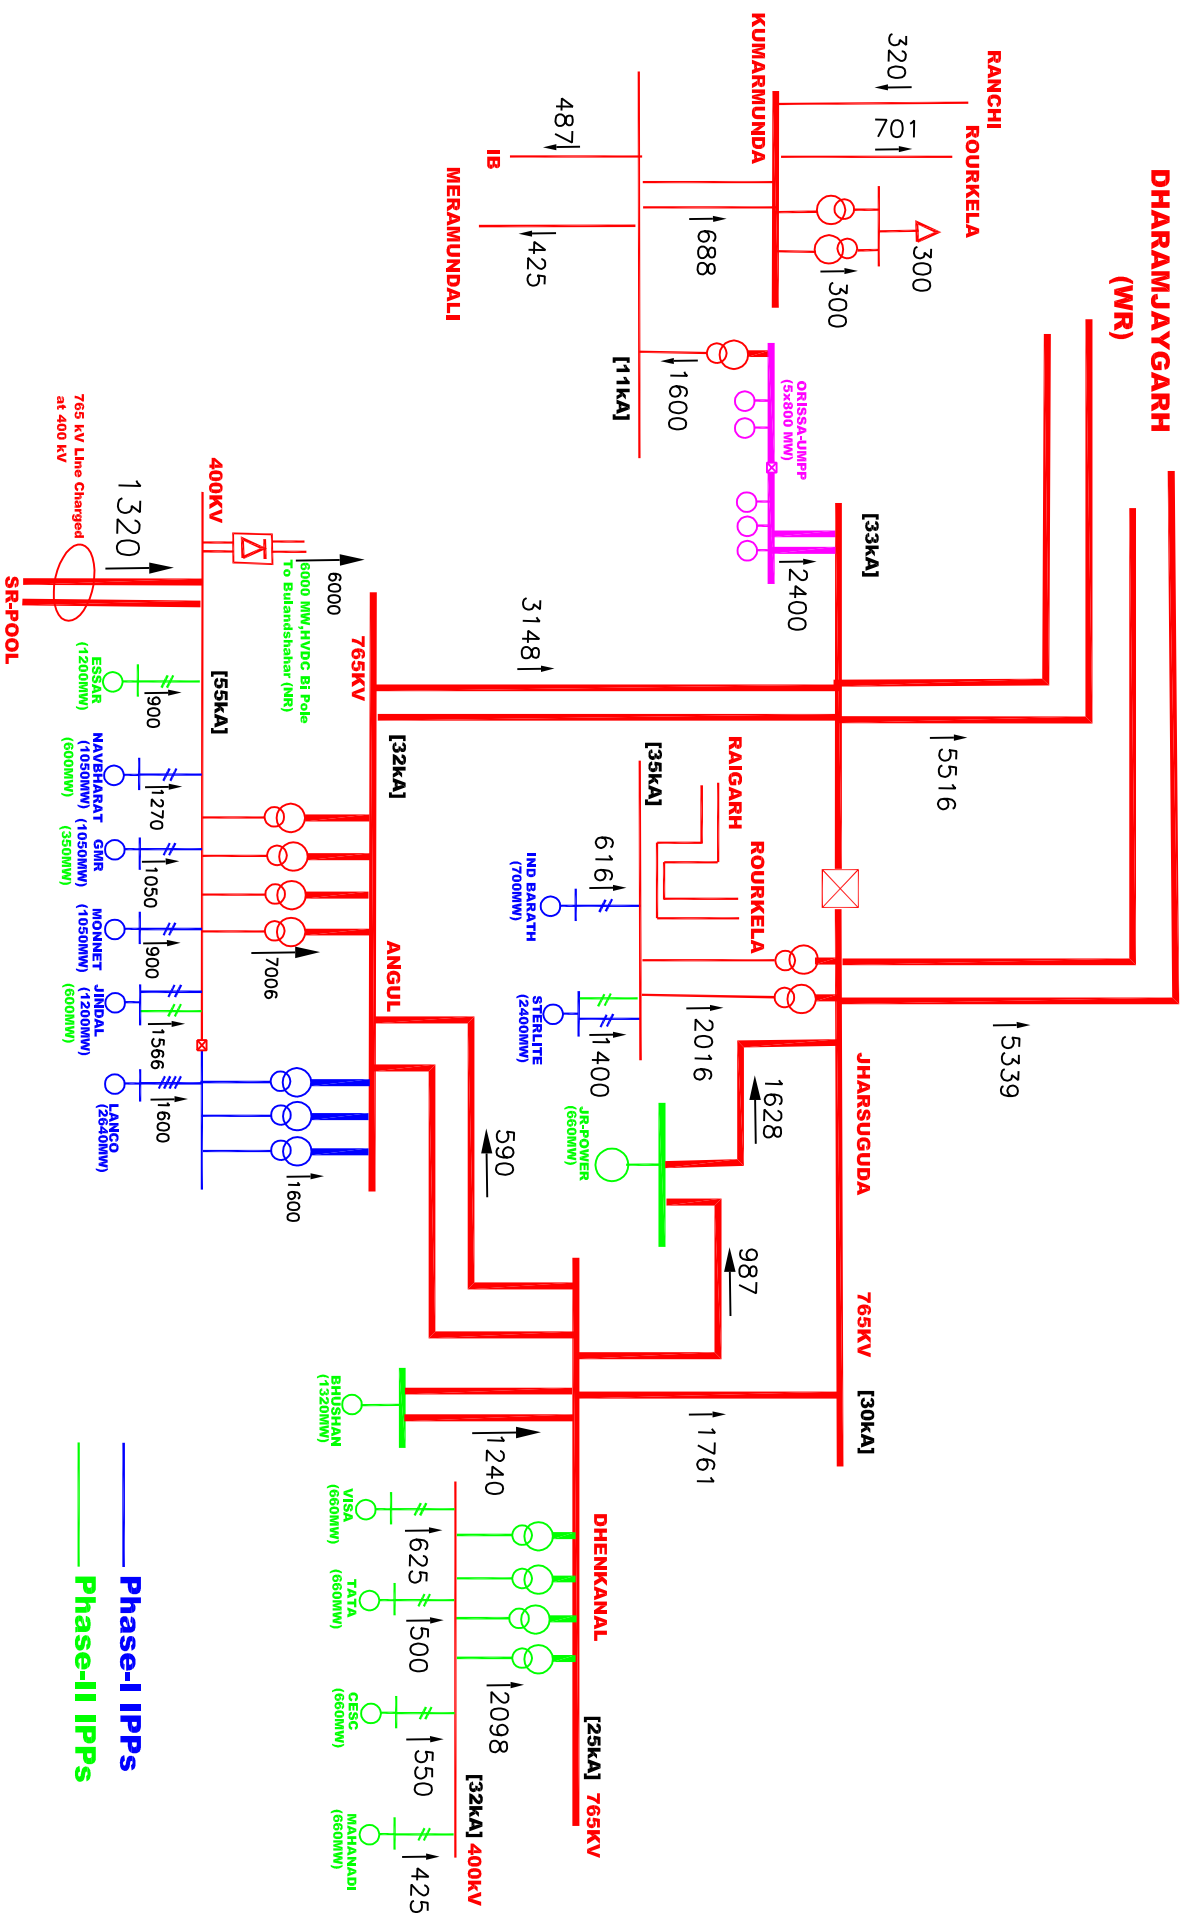 DHARAMJAYGARH
(WR)
RANCHI
ROURKELA
320
701
300
300
KUMARMUNDA
688
487
IB
425
MERAMUNDALI
[11kA]
1600
ORISSA-UMPP
(5x800 MW)
[33kA]
2400
5516
5339
JHARSUGUDA
765KV
[30kA]
3148
RAIGARH
ROURKELA
[35kA]
616
IND BARATH
(700MW)
STERLITE
(2400MW)
1400
2016
1628
JR-POWER
(660MW)
987
1761
765KV
[32kA]
ANGUL
590
6000
6000 MW,HVDC Bi Pole
To Bulandshahar (NR)
400KV
[55kA]
765 kV Line Charged
at 400 kV
1320
SR-POOL
ESSAR
(1200MW)
900
NAVBHARAT
(1050MW)
(600MW)
1270
GMR
(1050MW)
(350MW)
1050
MONNET
(1050MW)
900
JINDAL
(1200MW)
(600MW)
1566
LANCO
(2640MW)
1600
7006
1600
BHUSHAN
(1320MW)
1240
DHENKANAL
[25kA]
765KV
VISA
(660MW)
625
TATA
(660MW)
500
2098
CESC
(660MW)
550
MAHANADI
(660MW)
425
[32kA]
400kV
Phase-I IPPs
Phase-II IPPs